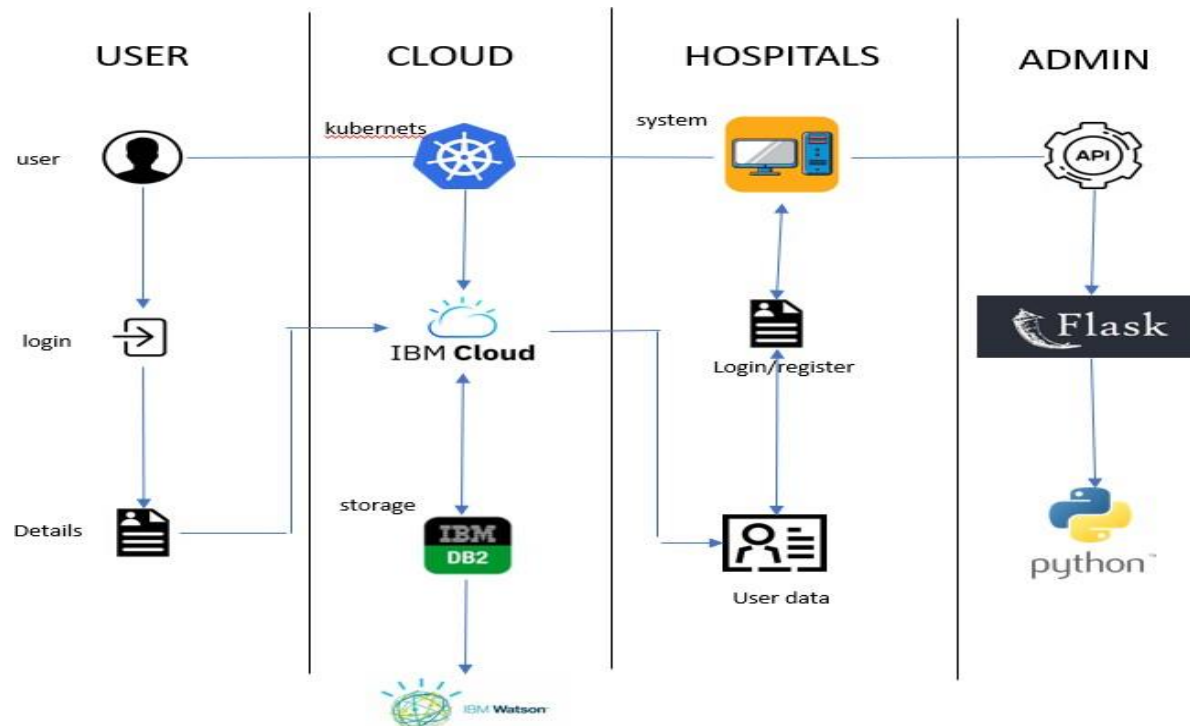 USER
CLOUD
HOSPITALS
ADMIN
kubernets
system
user
API
login
IBM Cloud
Login/register
Flask
storage
Details
IBM
DB2
User data
python™
IBM Watson